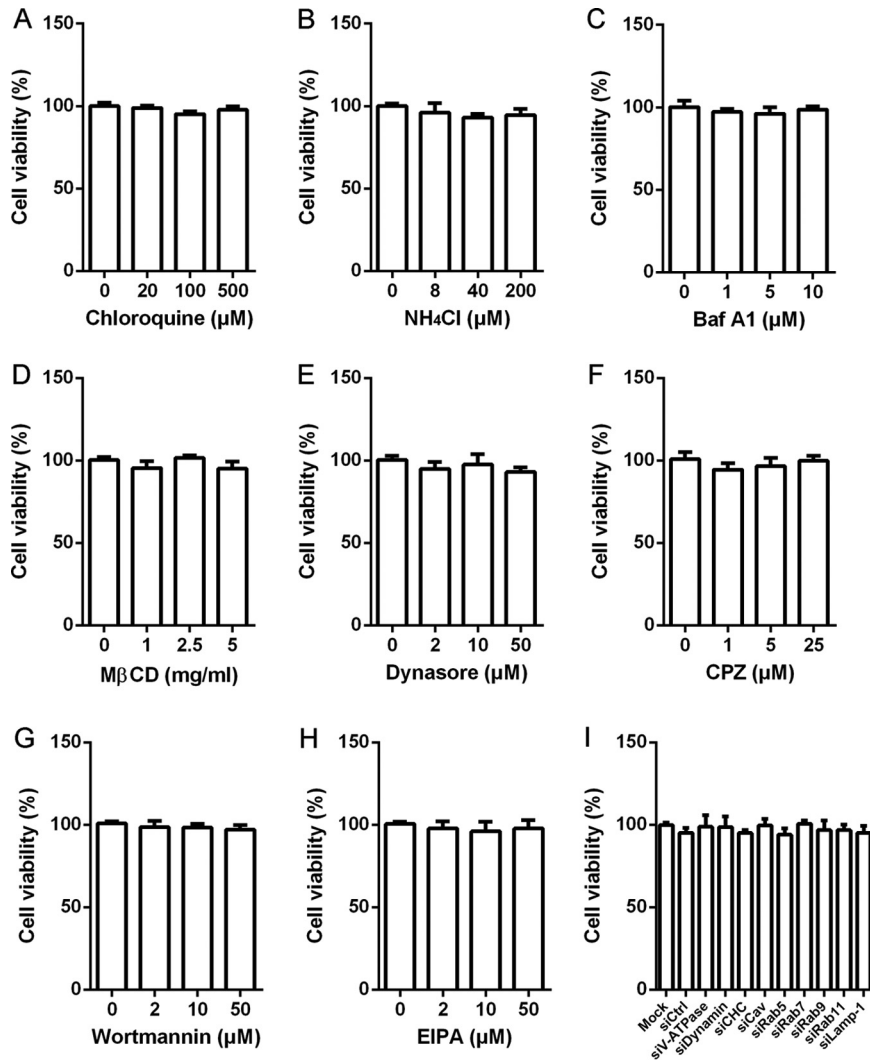 A
Cell viability (%)
150
100
50
0
0 20 100 500
Chloroquine (μM)
B
Cell viability (%)
150
100
50
0
0 8 40 200
NH₄Cl (μM)
C
Cell viability (%)
150
100
50
0
0 1 5 10
Baf A1 (μM)
D
Cell viability (%)
150
100
50
0
0 1 2.5 5
MβCD (mg/ml)
E
Cell viability (%)
150
100
50
0
0 2 10 50
Dynasore (μM)
F
Cell viability (%)
150
100
50
0
0 1 5 25
CPZ (μM)
G
Cell viability (%)
150
100
50
0
0 2 10 50
Wortmannin (μM)
H
Cell viability (%)
150
100
50
0
0 2 10 50
EIPA (μM)
I
Cell viability (%)
150
100
50
0
Mock
siCtrl
siV-ATPase
siDynamin
siCHC
siCav
siRab5
siRab7
siRab9
siRab11
siLamp-1